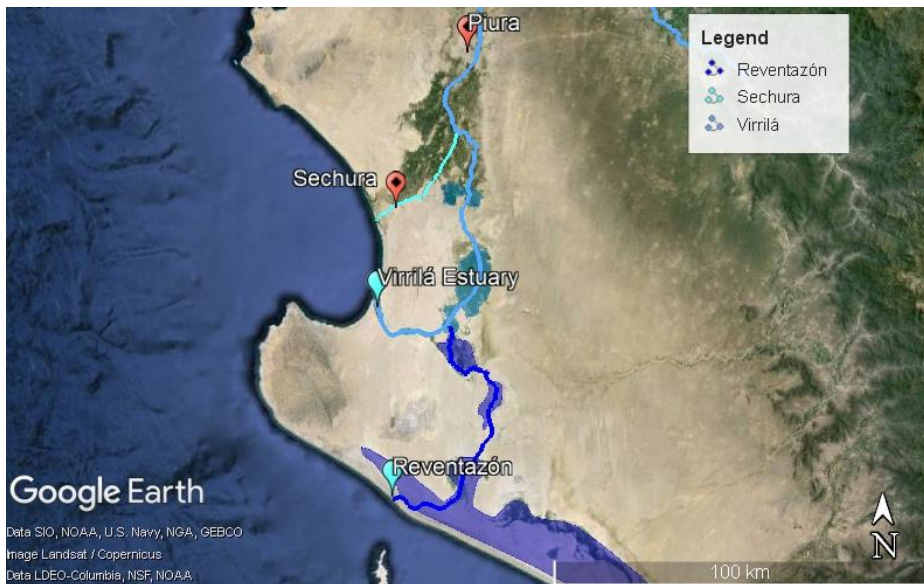 Piura
Legend
Reventazón
Sechura
Virrilá
Sechura
Virrilá Estuary
Reventazón
Google Earth
Data SIO, NOAA, U.S. Navy, NGA, GEBCO
Image Landsat / Copernicus
Data LDEO-Columbia, NSF, NOAA
100 km
N